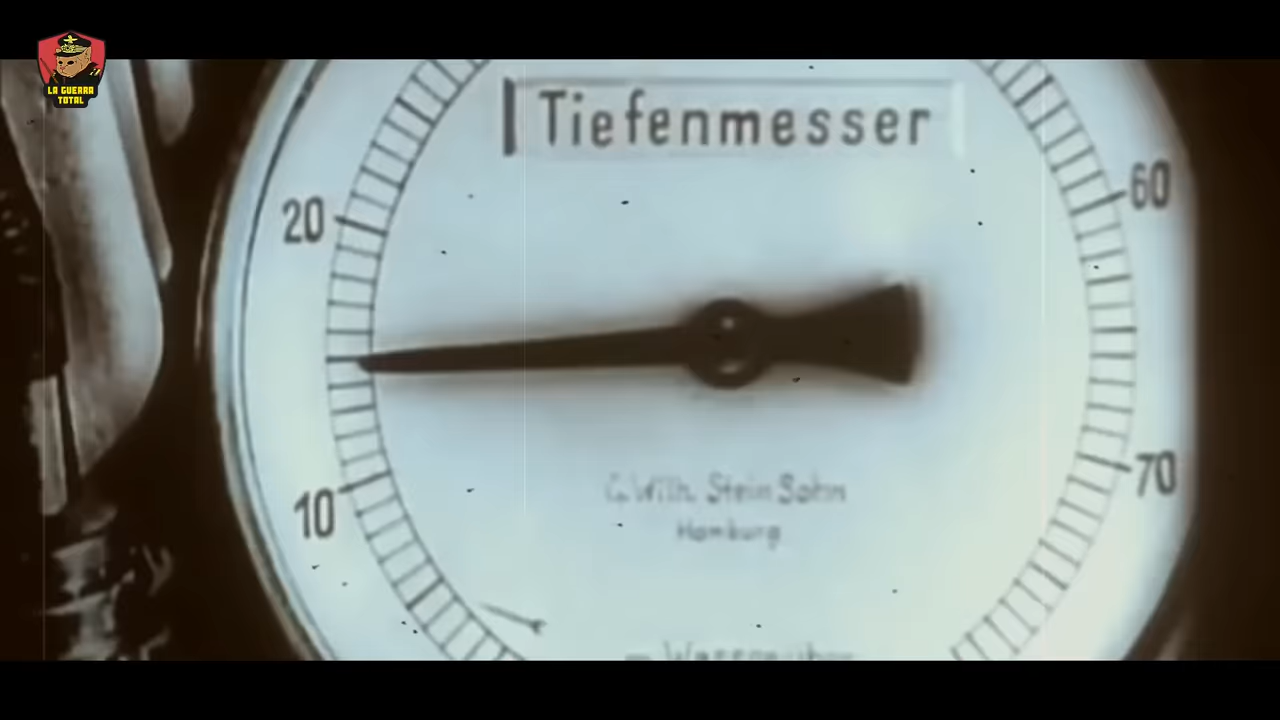 LA GUERRA
TOTAL
Tiefenmesser
20
60
10
70
G. Wilh. Stein Sohn
Hamburg